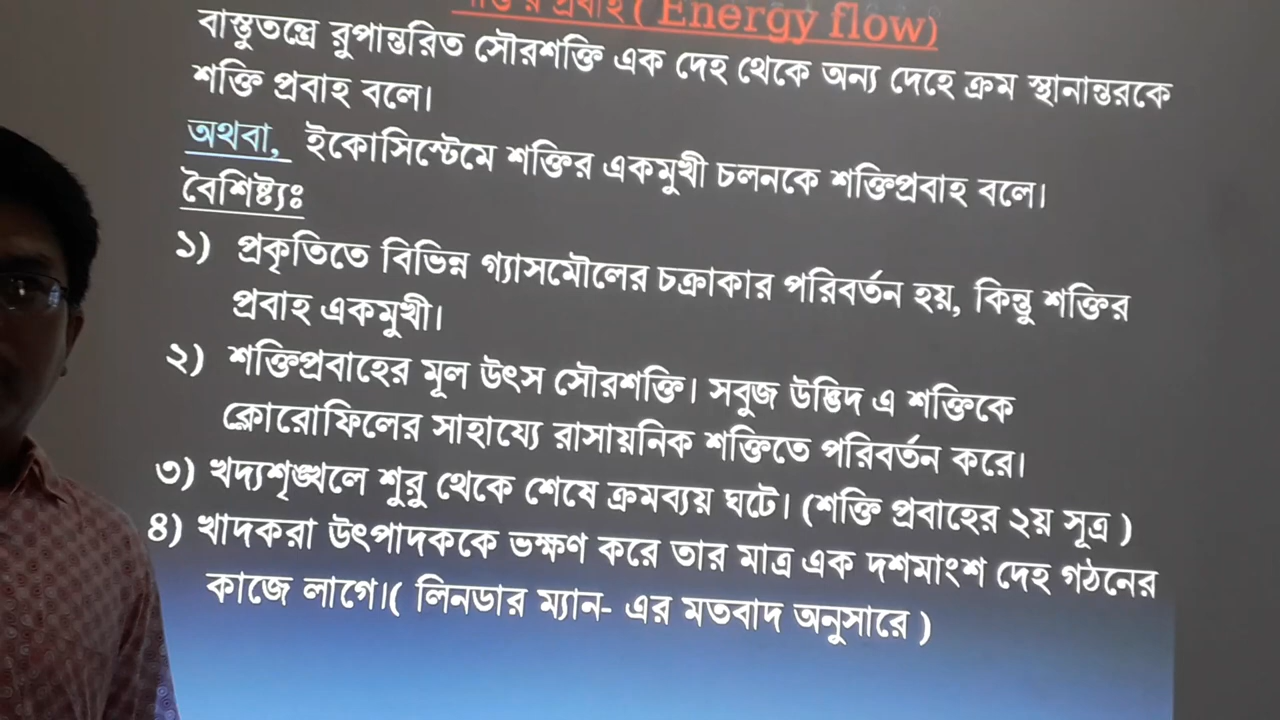 প্রবাহ ( Energy flow)
বাস্তুতন্ত্রে রুপান্তরিত সৌরশক্তি এক দেহ থেকে অন্য দেহে ক্রম স্থানান্তরকে
শক্তি প্রবাহ বলে।
অথবা, ইকোসিস্টেমে শক্তির একমুখী চলনকে শক্তিপ্রবাহ বলে।
বৈশিষ্ট্যঃ
১) প্রকৃতিতে বিভিন্ন গ্যাসমৌলের চক্রাকার পরিবর্তন হয়, কিন্তু শক্তির
প্রবাহ একমুখী।
২) শক্তিপ্রবাহের মূল উৎস সৌরশক্তি। সবুজ উদ্ভিদ এ শক্তিকে
ক্লোরোফিলের সাহায্যে রাসায়নিক শক্তিতে পরিবর্তন করে।
৩) খদ্যশৃঙ্খলে শুরু থেকে শেষে ক্রমব্যয় ঘটে। (শক্তি প্রবাহের ২য় সূত্র )
৪) খাদকরা উৎপাদককে ভক্ষণ করে তার মাত্র এক দশমাংশ দেহ গঠনের
কাজে লাগে।( লিনডার ম্যান- এর মতবাদ অনুসারে )